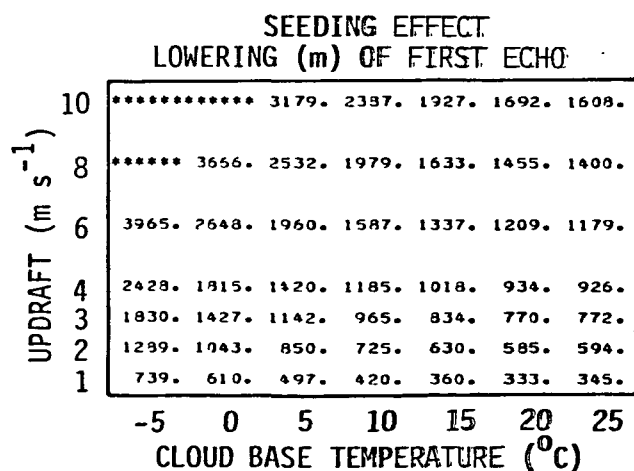 SEEDING EFFECT
LOWERING (m) OF FIRST ECHO
10 ************ 3179. 2387. 1927. 1692. 1608.
8 ****** 3666. 2532. 1979. 1633. 1455. 1400.
6 3965. 2648. 1960. 1587. 1337. 1209. 1179.
4 2428. 1815. 1420. 1185. 1018. 934. 926.
3 1830. 1427. 1142. 965. 834. 770. 772.
2 1289. 1043. 850. 725. 630. 585. 594.
1 739. 610. 497. 420. 360. 333. 345.
UPDRAFT (m s⁻¹)
-5 0 5 10 15 20 25
CLOUD BASE TEMPERATURE (°C)